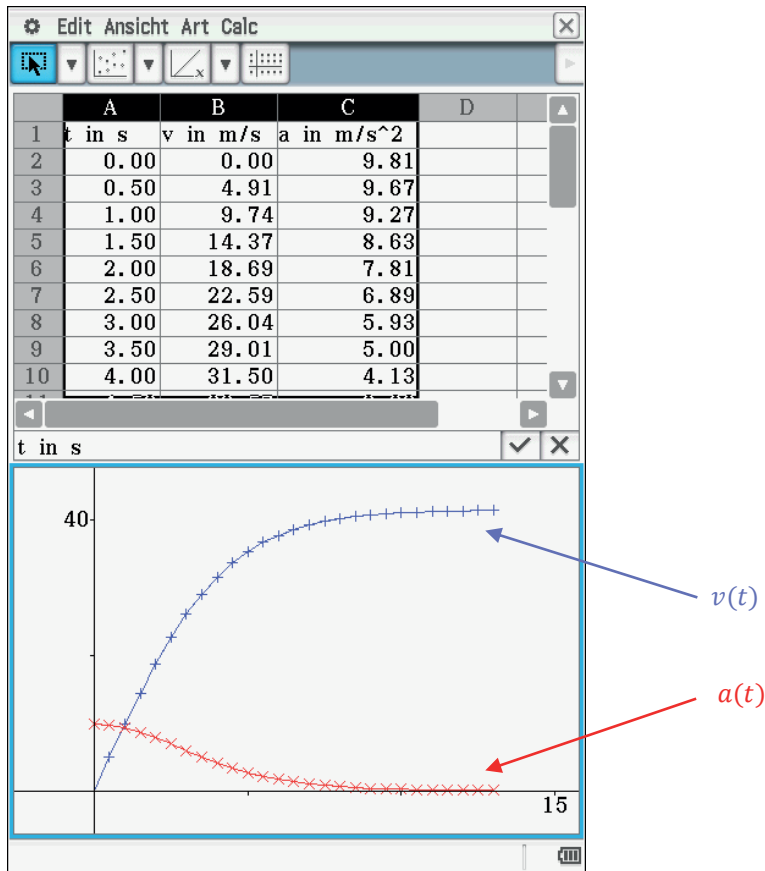 Edit Ansicht Art Calc
A B C D
1 t in s v in m/s a in m/s^2
2 0.00 0.00 9.81
3 0.50 4.91 9.67
4 1.00 9.74 9.27
5 1.50 14.37 8.63
6 2.00 18.69 7.81
7 2.50 22.59 6.89
8 3.00 26.04 5.93
9 3.50 29.01 5.00
10 4.00 31.50 4.13
t in s
40
v(t)
a(t)
15